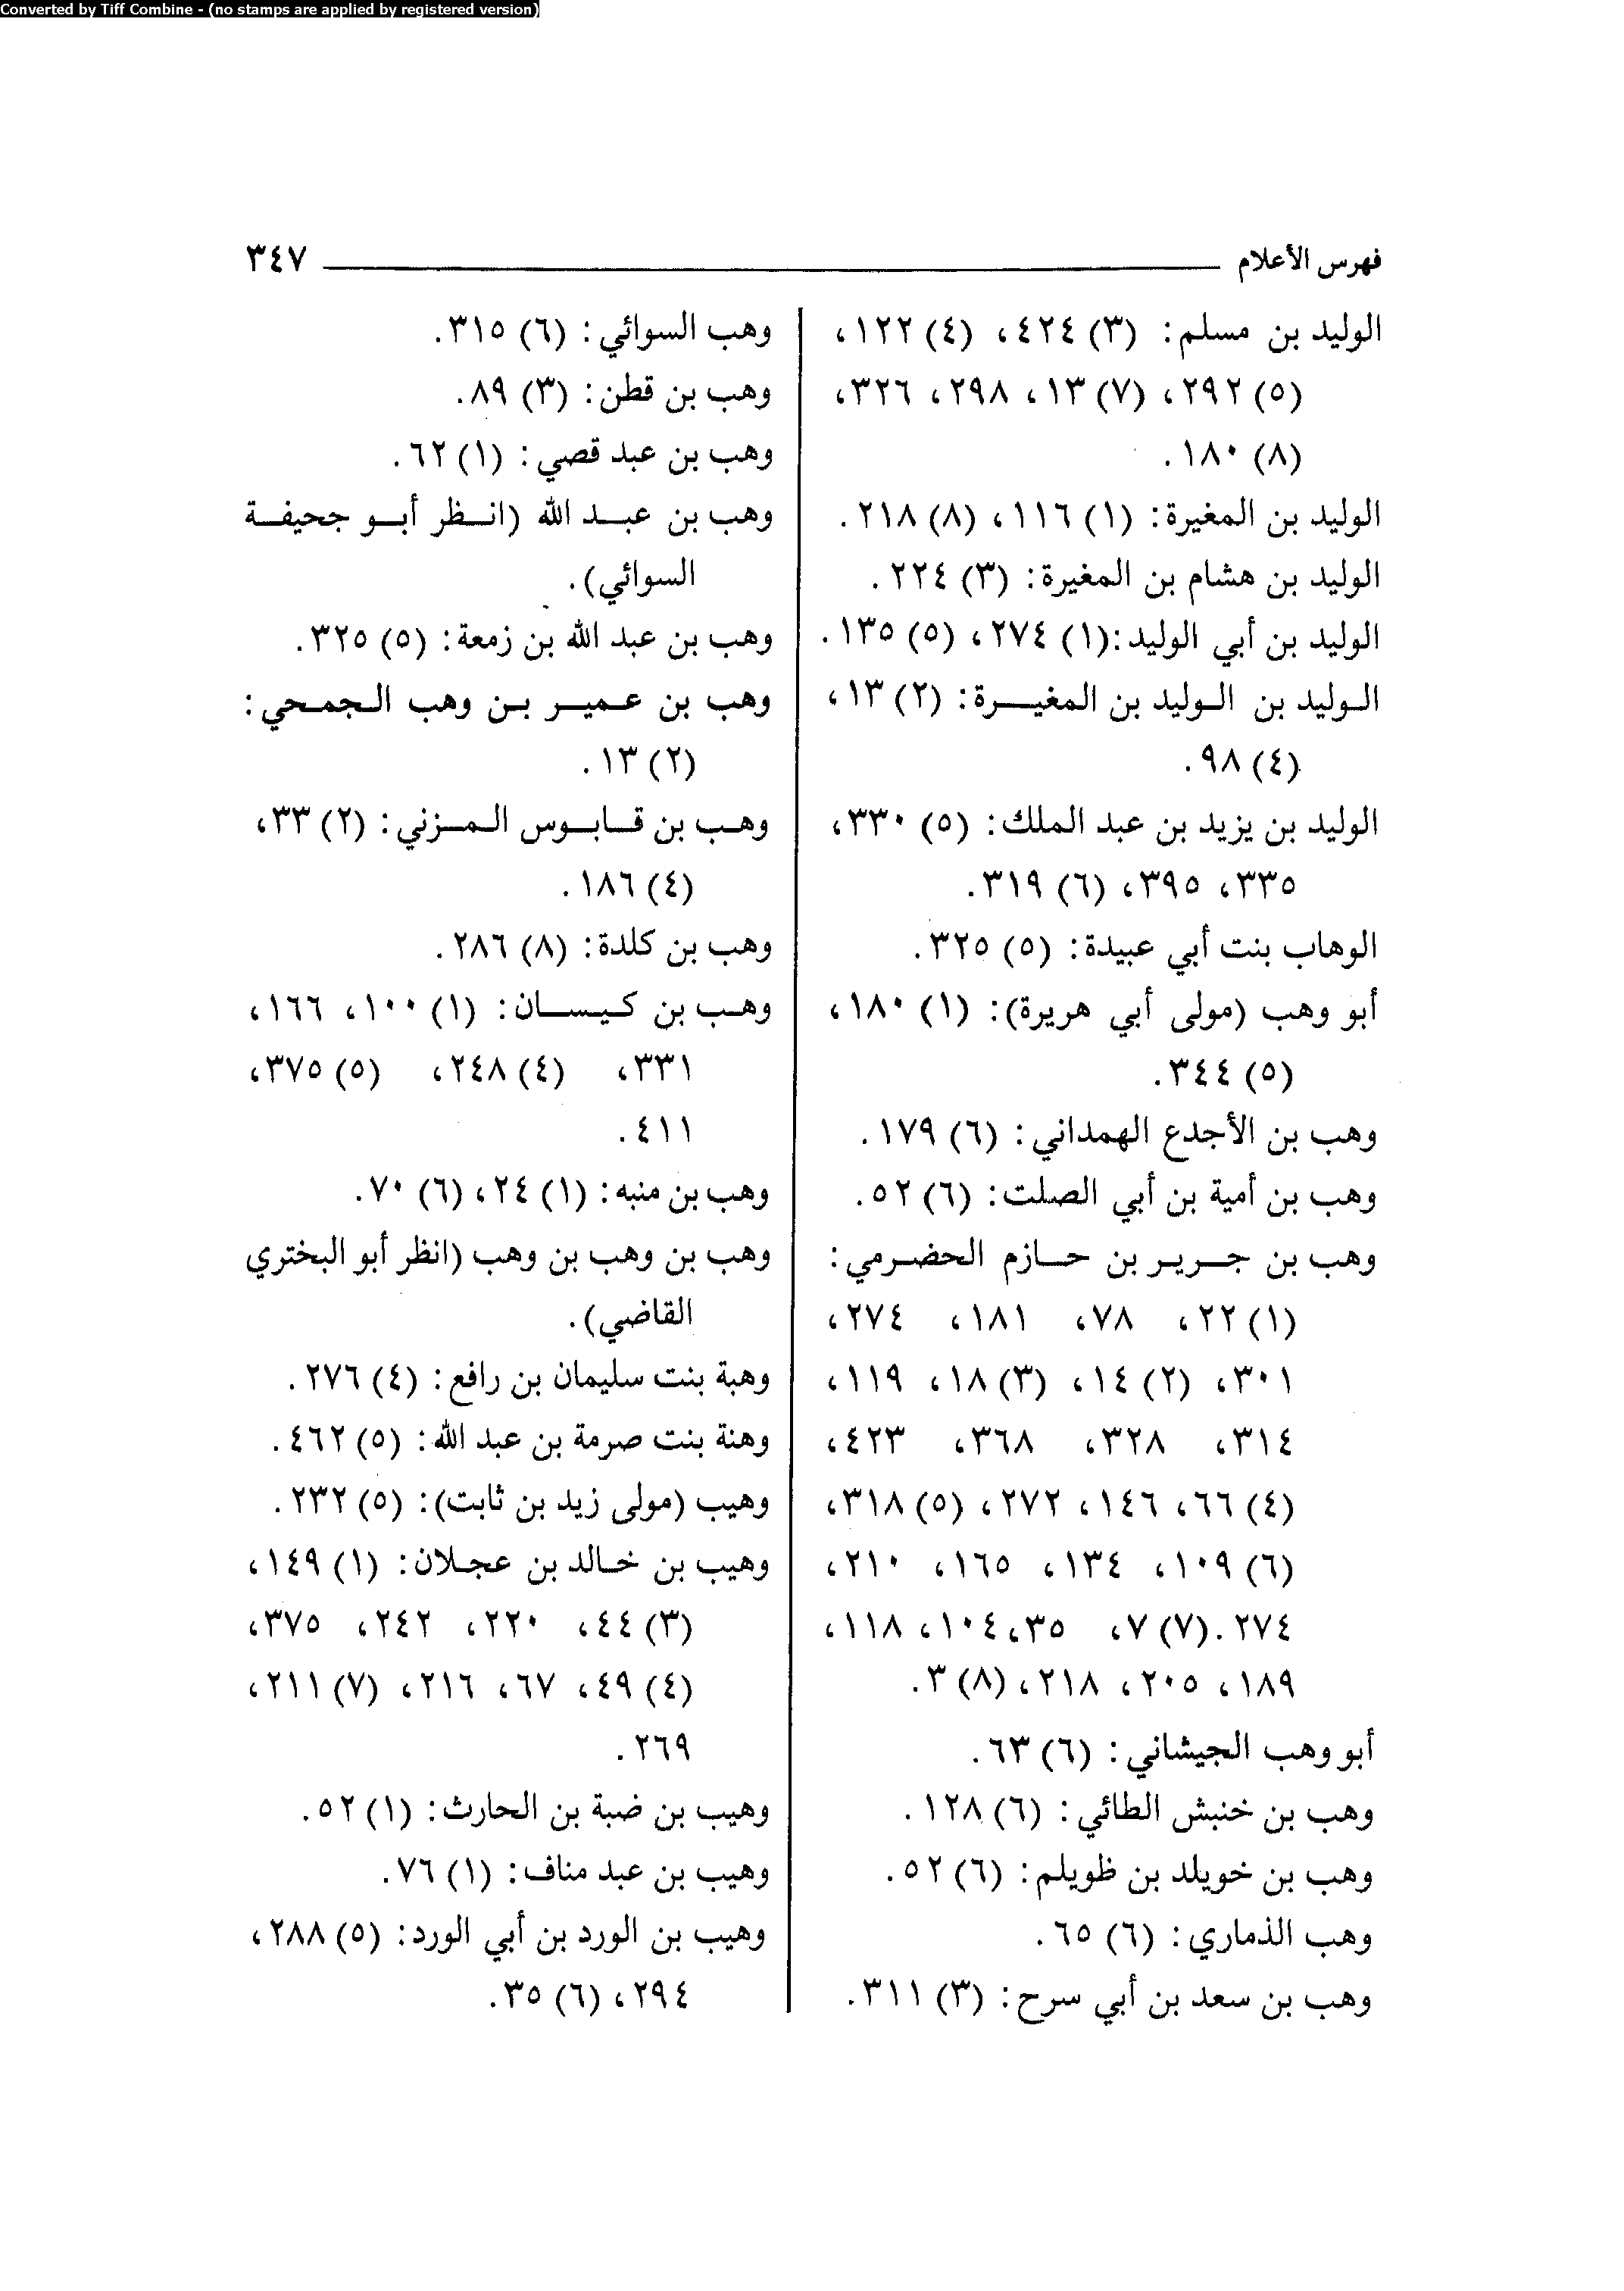 Converted by Tiff Combine - (no stamps are applied by registered version)
فهرس الأعلام ٣٤٧
الوليد بن مسلم: (٣) ٤٢٤، (٤) ١٢٢،
(٥) ٢٩٢، (٧) ١٣، ٢٩٨، ٣٢٦،
(٨) ١٨٠.
الوليد بن المغيرة: (١) ١١٦، (٨) ٢١٨.
الوليد بن هشام بن المغيرة: (٣) ٢٢٤.
الوليد بن أبي الوليد:(١) ٢٧٤، (٥) ١٣٥.
الوليد بن الوليد بن المغيرة: (٢) ١٣،
(٤) ٩٨.
الوليد بن يزيد بن عبد الملك: (٥) ٣٣٠،
٣٣٥، ٣٩٥، (٦) ٣١٩.
الوهاب بنت أبي عبيدة: (٥) ٣٢٥.
أبو وهب (مولى أبي هريرة): (١) ١٨٠،
(٥) ٣٤٤.
وهب بن الأجدع الهمداني: (٦) ١٧٩.
وهب بن أمية بن أبي الصلت: (٦) ٥٢.
وهب بن جرير بن حازم الحضرمي:
(١) ٢٢، ٧٨، ١٨١، ٢٧٤،
٣٠١، (٢) ١٤، (٣) ١٨، ١١٩،
٣١٤، ٣٢٨، ٣٦٨، ٤٢٣،
(٤) ٦٦، ١٤٦، ٢٧٢، (٥) ٣١٨،
(٦) ١٠٩، ١٣٤، ١٦٥، ٢١٠،
٢٧٤. (٧) ٧، ٣٥، ١٠٤، ١١٨،
١٨٩، ٢٠٥، ٢١٨، (٨) ٣.
أبو وهب الجيشاني: (٦) ٦٣.
وهب بن خنبش الطائي: (٦) ١٢٨.
وهب بن خويلد بن ظويلم: (٦) ٥٢.
وهب الذماري: (٦) ٦٥.
وهب بن سعد بن أبي سرح: (٣) ٣١١.
وهب السوائي: (٦) ٣١٥.
وهب بن قطن: (٣) ٨٩.
وهب بن عبد قصي: (١) ٦٢.
وهب بن عبد الله (انظر أبو جحيفة
السوائي).
وهب بن عبد الله بن زمعة: (٥) ٣٢٥.
وهب بن عمير بن وهب الجمحي:
(٢) ١٣.
وهب بن قابوس المزني: (٢) ٣٣،
(٤) ١٨٦.
وهب بن كلدة: (٨) ٢٨٦.
وهب بن كيسان: (١) ١٠٠، ١٦٦،
٣٣١، (٤) ٢٤٨، (٥) ٣٧٥،
٤١١.
وهب بن منبه: (١) ٢٤، (٦) ٧٠.
وهب بن وهب بن وهب (انظر أبو البختري
القاضي).
وهبة بنت سليمان بن رافع: (٤) ٢٧٦.
وهنة بنت صرمة بن عبد الله: (٥) ٤٦٢.
وهيب (مولى زيد بن ثابت): (٥) ٢٣٢.
وهيب بن خالد بن عجلان: (١) ١٤٩،
(٣) ٤٤، ٢٢٠، ٢٤٢، ٣٧٥،
(٤) ٤٩، ٦٧، ٢١٦، (٧) ٢١١،
٢٦٩.
وهيب بن ضبة بن الحارث: (١) ٥٢.
وهيب بن عبد مناف: (١) ٧٦.
وهيب بن الورد بن أبي الورد: (٥) ٢٨٨،
٢٩٤، (٦) ٣٥.